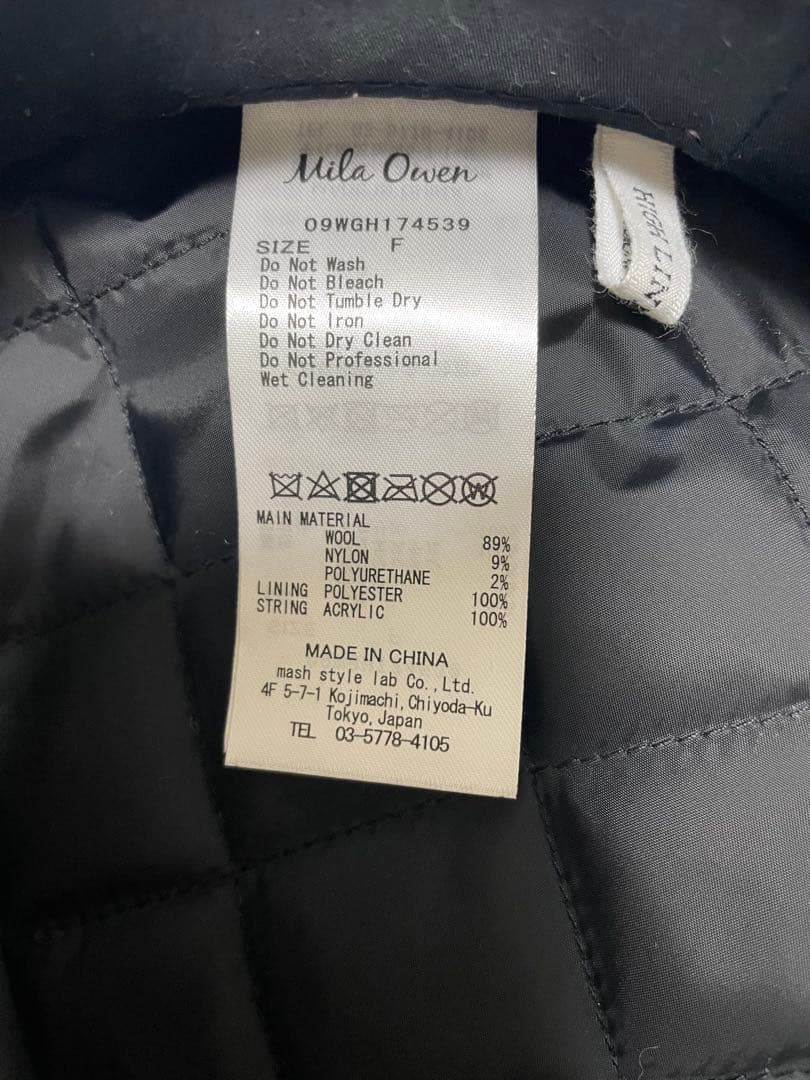 Mila Owen
09WGH174539
SIZE F
Do Not Wash
Do Not Bleach
Do Not Tumble Dry
Do Not Iron
Do Not Dry Clean
Do Not Professional
Wet Cleaning
W
MAIN MATERIAL
WOOL 89%
NYLON 9%
POLYURETHANE 2%
LINING POLYESTER 100%
STRING ACRYLIC 100%
MADE IN CHINA
mash style lab Co.,Ltd.
4F 5-7-1 Kojimachi,Chiyoda-Ku
Tokyo,Japan
TEL 03-5778-4105
HIGH